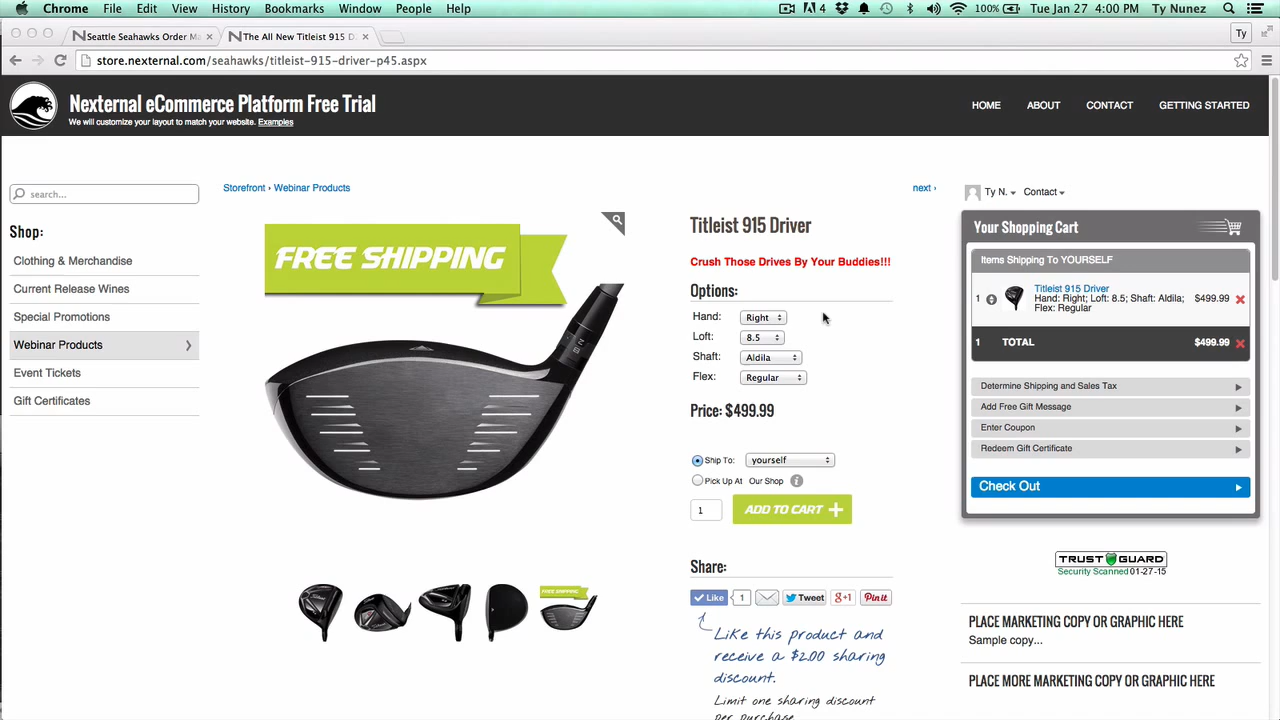 Chrome File Edit View History Bookmarks Window People Help 4 100% Tue Jan 27 4:00 PM Ty Nunez
Seattle Seahawks Order Ma × The All New Titleist 915 D × Ty
store.nexternal.com/seahawks/titleist-915-driver-p45.aspx
Nexternal eCommerce Platform Free Trial
We will customize your layout to match your website. Examples
HOME ABOUT CONTACT GETTING STARTED
search...
Shop:
Clothing & Merchandise
Current Release Wines
Special Promotions
Webinar Products
Event Tickets
Gift Certificates
Storefront › Webinar Products
next ›
FREE SHIPPING
Titleist 915 Driver
Crush Those Drives By Your Buddies!!!
Options:
Hand: Right
Loft: 8.5
Shaft: Aldila
Flex: Regular
Price: $499.99
Ship To: yourself
Pick Up At Our Shop i
1 ADD TO CART +
Share:
Like 1 Tweet g+1 Pin it
Like this product and
receive a $2.00 sharing
discount.
Limit one sharing discount
per purchase.
FREE SHIPPING
Ty N. Contact
Your Shopping Cart
Items Shipping To YOURSELF
1 Titleist 915 Driver $499.99
Hand: Right; Loft: 8.5; Shaft: Aldila;
Flex: Regular
1 TOTAL $499.99
Determine Shipping and Sales Tax
Add Free Gift Message
Enter Coupon
Redeem Gift Certificate
Check Out
TRUST GUARD
Security Scanned 01-27-15
PLACE MARKETING COPY OR GRAPHIC HERE
Sample copy...
PLACE MORE MARKETING COPY OR GRAPHIC HERE